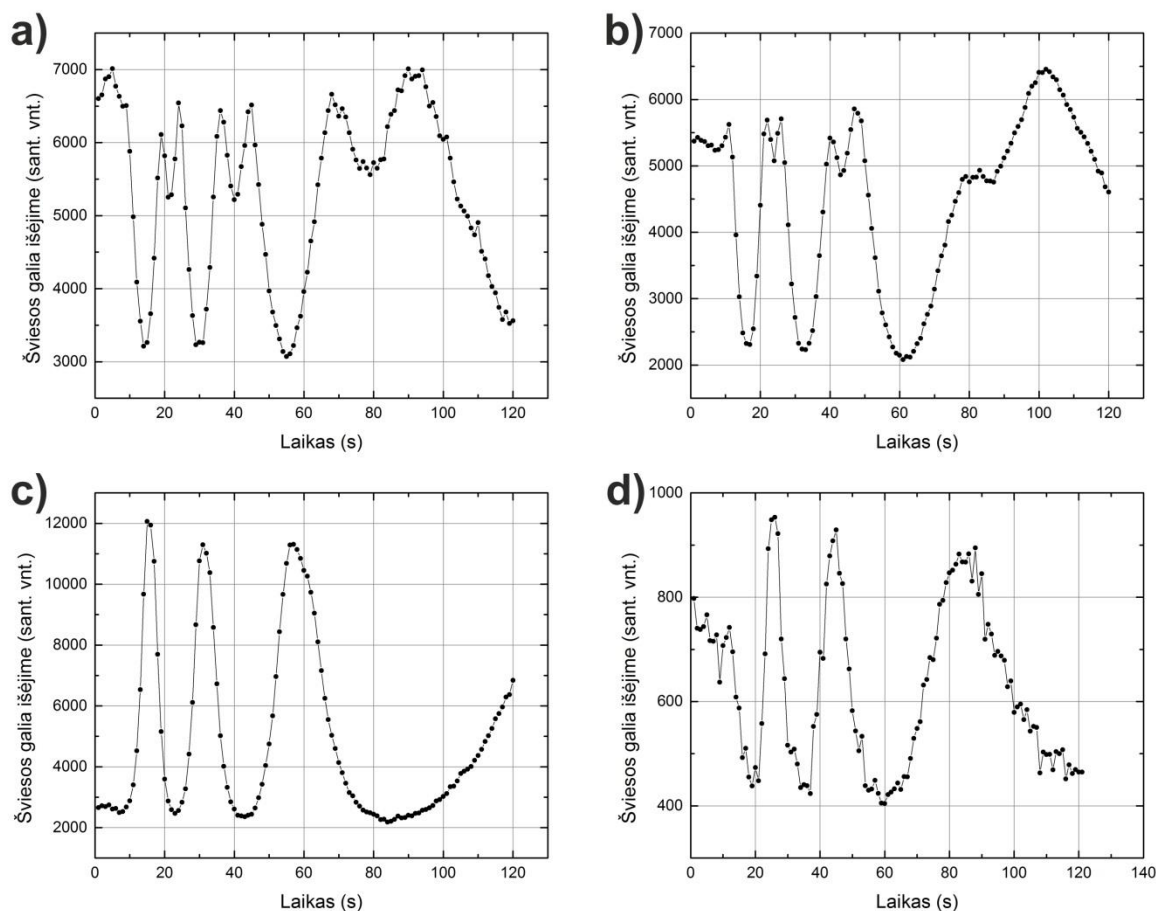 a)
7000
6000
5000
4000
3000
Šviesos galia išėjime (sant. vnt.)
0 20 40 60 80 100 120
Laikas (s)
b)
7000
6000
5000
4000
3000
2000
Šviesos galia išėjime (sant. vnt.)
0 20 40 60 80 100 120 140
Laikas (s)
c)
12000
10000
8000
6000
4000
2000
Šviesos galia išėjime (sant. vnt.)
0 20 40 60 80 100 120
Laikas (s)
d)
1000
800
600
400
Šviesos galia išėjime (sant. vnt.)
0 20 40 60 80 100 120 140
Laikas (s)